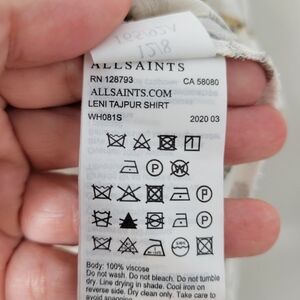 ALLSAINTS
RN 128793 CA 58080
ALLSAINTS.COM
LENI TAJPUR SHIRT
WH081S 2020 03
Body: 100% viscose
Do not wash. Do not bleach. Do not tumble
dry. Line drying in shade. Cool iron on
reverse side. Dry clean only. Take care to
avoid